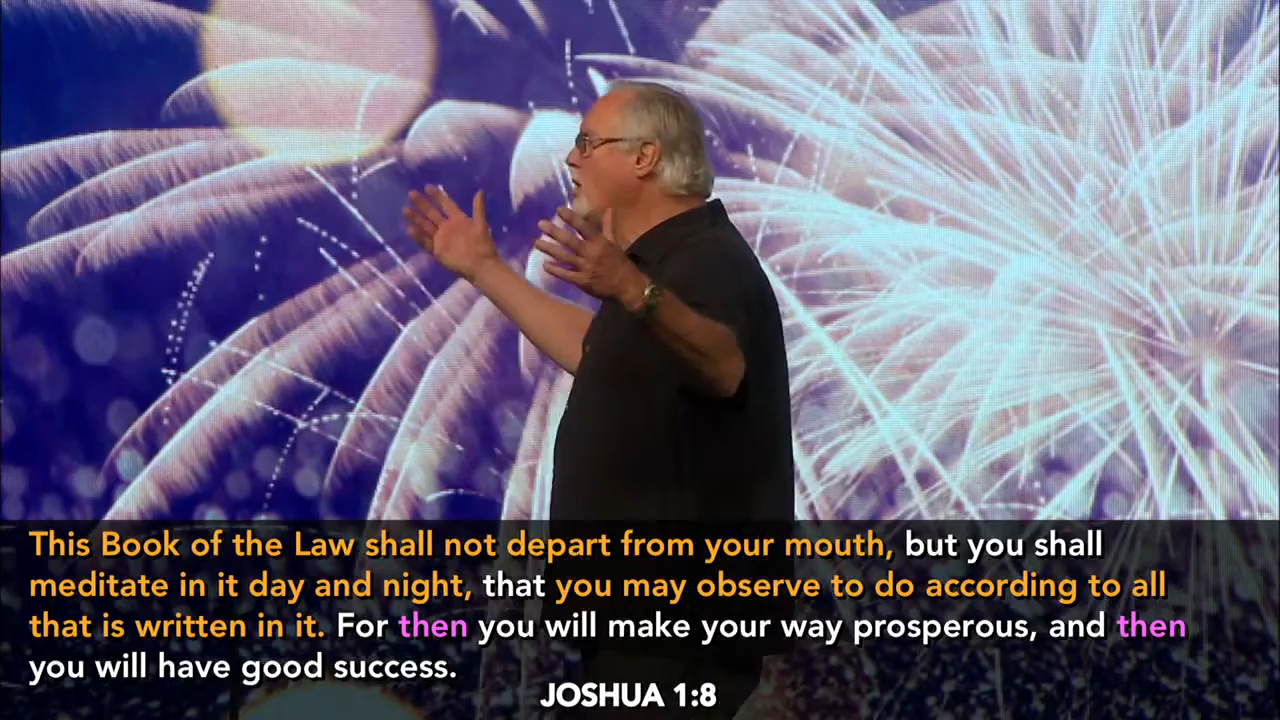 This Book of the Law shall not depart from your mouth, but you shall
meditate in it day and night, that you may observe to do according to all
that is written in it. For then you will make your way prosperous, and then
you will have good success.
JOSHUA 1:8